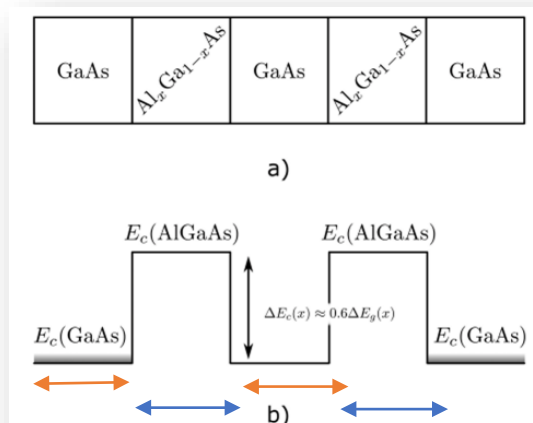 GaAs
Al_xGa_{1−x}As
GaAs
Al_xGa_{1−x}As
GaAs
a)
E_c(AlGaAs)
E_c(AlGaAs)
ΔE_c(x) ≈ 0.6ΔE_g(x)
E_c(GaAs)
E_c(GaAs)
b)